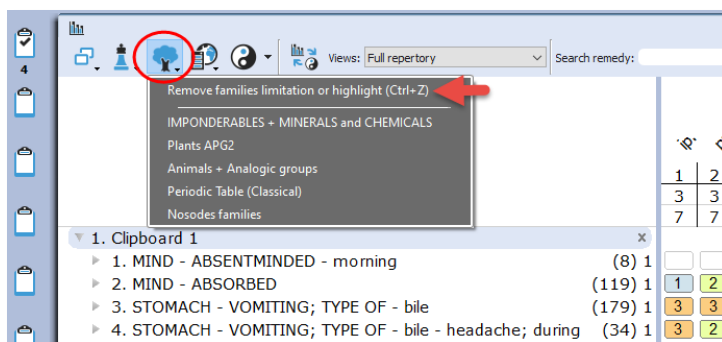 4
Views: Full repertory Search remedy:
Remove families limitation or highlight (Ctrl+Z)
IMPONDERABLES + MINERALS and CHEMICALS
Plants APG2
Animals + Analogic groups
Periodic Table (Classical)
Nosodes families
1 2
3 3
7 7
1. Clipboard 1 x
1. MIND - ABSENTMINDED - morning (8) 1
2. MIND - ABSORBED (119) 1 1 2
3. STOMACH - VOMITING; TYPE OF - bile (179) 1 3 3
4. STOMACH - VOMITING; TYPE OF - bile - headache; during (34) 1 3 2